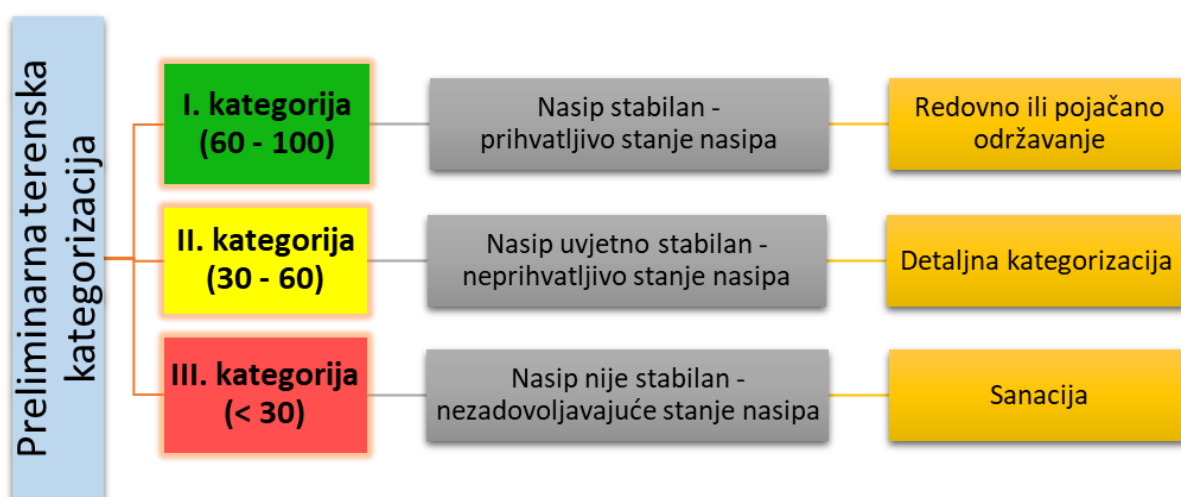 Preliminarna terenska
kategorizacija
I. kategorija
(60 - 100)
Nasip stabilan -
prihvatljivo stanje nasipa
Redovno ili pojačano
održavanje
II. kategorija
(30 - 60)
Nasip uvjetno stabilan -
neprihvatljivo stanje nasipa
Detaljna kategorizacija
III. kategorija
(< 30)
Nasip nije stabilan -
nezadovoljavajuće stanje nasipa
Sanacija